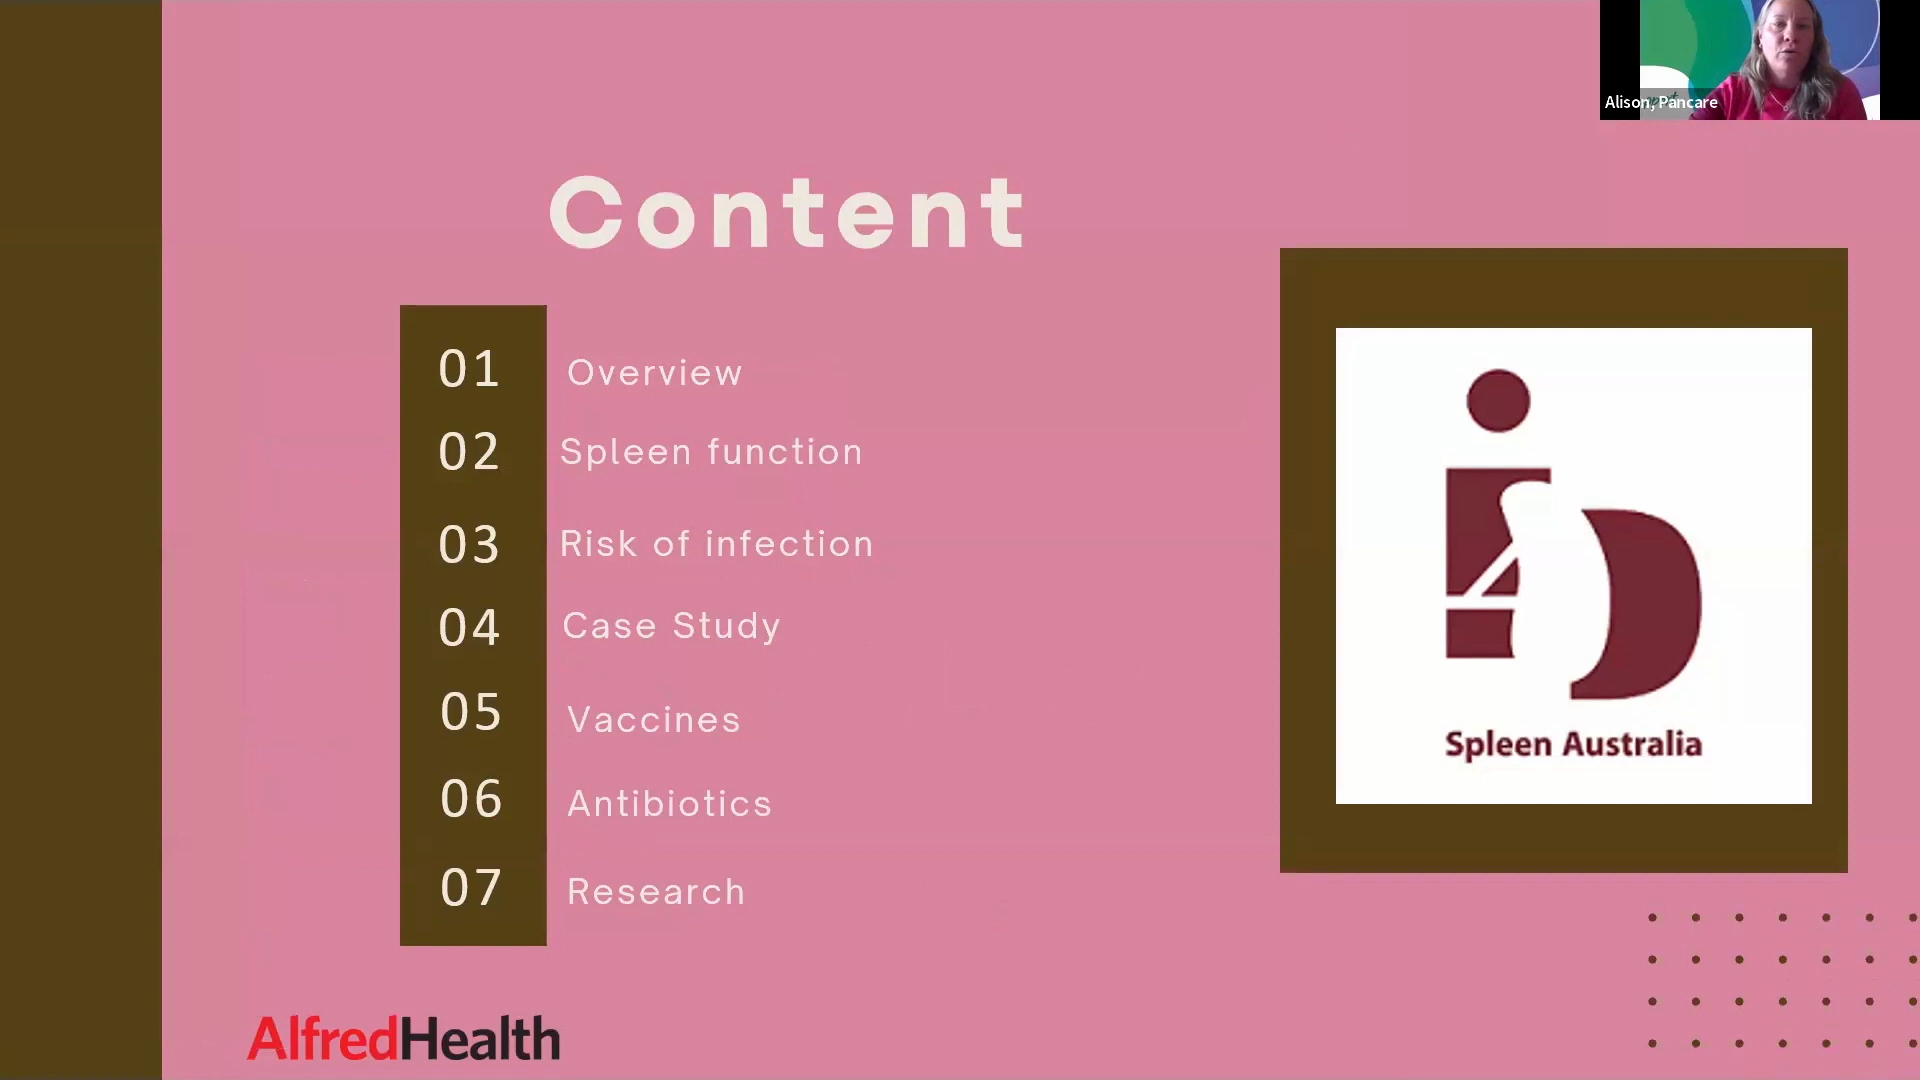 Alison, Pancare
Content
01 Overview
02 Spleen function
03 Risk of infection
04 Case Study
05 Vaccines
06 Antibiotics
07 Research
Spleen Australia
AlfredHealth